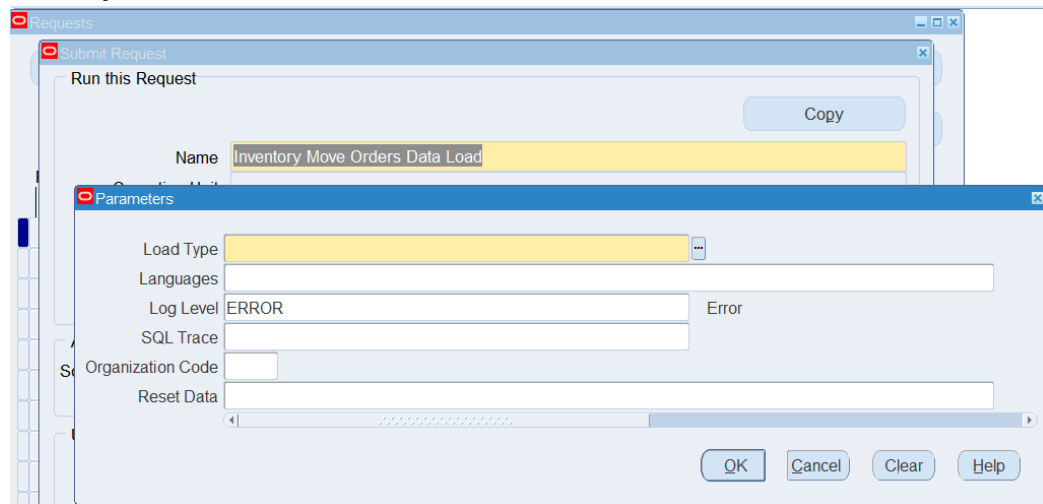 Requests
Submit Request
Run this Request
Copy
Name Inventory Move Orders Data Load
Parameters
Load Type
Languages
Log Level ERROR Error
SQL Trace
Organization Code
Reset Data
OK Cancel Clear Help